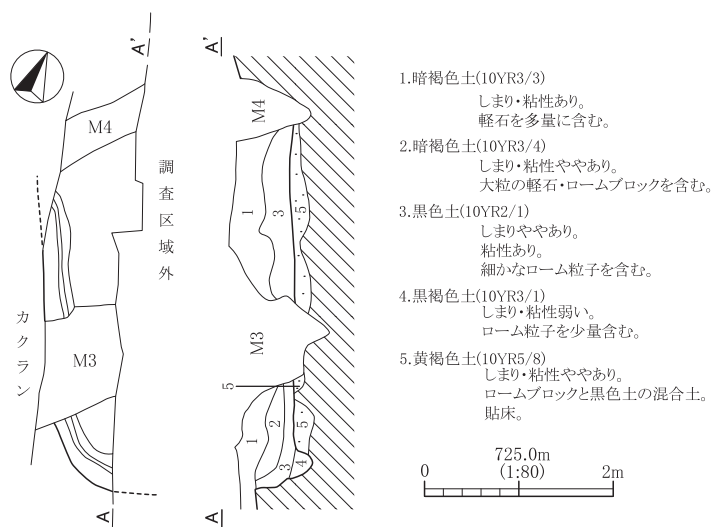 A'
A'
M4
M4
調査区域外
1
3
5
カクラン
M3
M3
5
1
2
3
5
4
A
A
1.暗褐色土(10YR3/3)
しまり・粘性あり。
軽石を多量に含む。
2.暗褐色土(10YR3/4)
しまり・粘性ややあり。
大粒の軽石・ロームブロックを含む。
3.黒色土(10YR2/1)
しまりややあり。
粘性あり。
細かなローム粒子を含む。
4.黒褐色土(10YR3/1)
しまり・粘性弱い。
ローム粒子を少量含む。
5.黄褐色土(10YR5/8)
しまり・粘性ややあり。
ロームブロックと黒色土の混合土。
貼床。
725.0m
0 (1:80) 2m